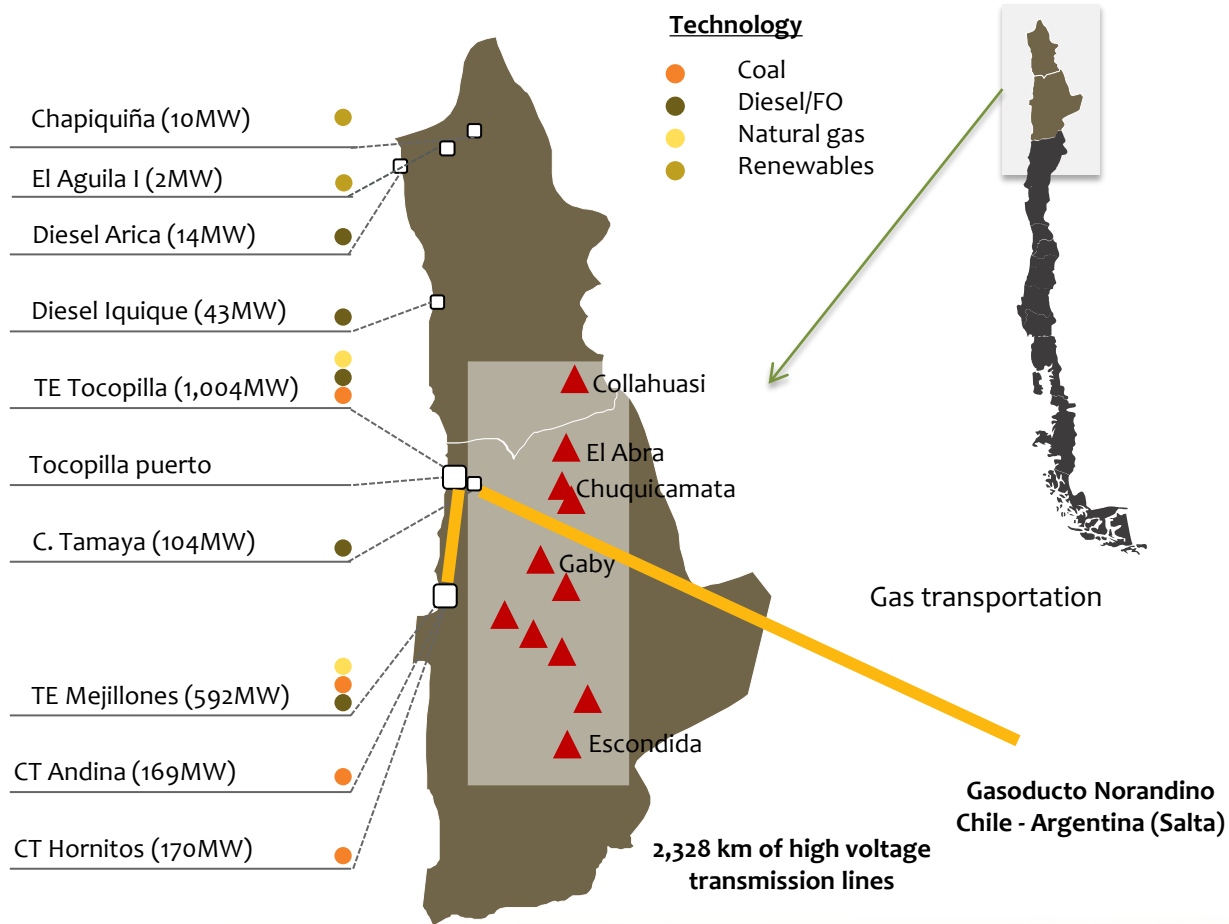 Technology
Coal
Diesel/FO
Natural gas
Renewables
Chapiquiña (10MW)
El Aguila I (2MW)
Diesel Arica (14MW)
Diesel Iquique (43MW)
TE Tocopilla (1,004MW)
Tocopilla puerto
C. Tamaya (104MW)
TE Mejillones (592MW)
CT Andina (169MW)
CT Hornitos (170MW)
Collahuasi
El Abra
Chuquicamata
Gaby
Escondida
Gas transportation
Gasoducto Norandino
Chile - Argentina (Salta)
2,328 km of high voltage
transmission lines